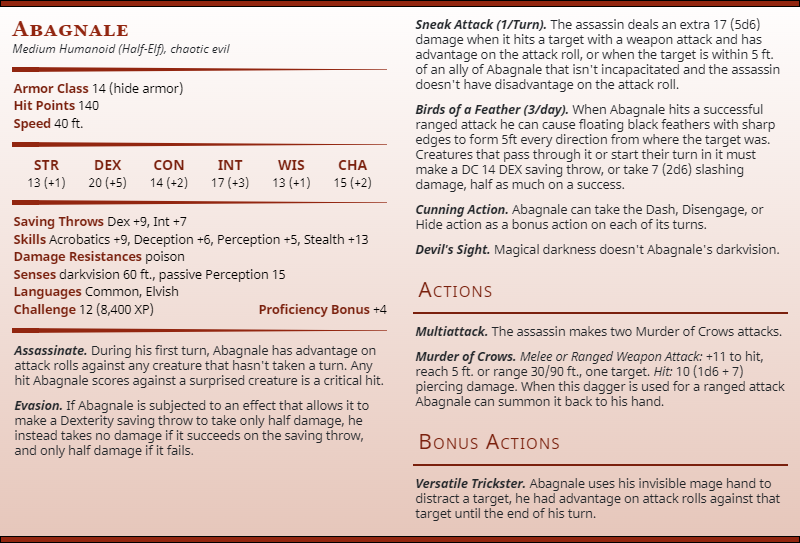 ABAGNALE
Medium Humanoid (Half-Elf), chaotic evil
Armor Class 14 (hide armor)
Hit Points 140
Speed 40 ft.
STR DEX CON INT WIS CHA
13 (+1) 20 (+5) 14 (+2) 17 (+3) 13 (+1) 15 (+2)
Saving Throws Dex +9, Int +7
Skills Acrobatics +9, Deception +6, Perception +5, Stealth +13
Damage Resistances poison
Senses darkvision 60 ft., passive Perception 15
Languages Common, Elvish
Challenge 12 (8,400 XP) Proficiency Bonus +4
Assassinate. During his first turn, Abagnale has advantage on
attack rolls against any creature that hasn't taken a turn. Any
hit Abagnale scores against a surprised creature is a critical hit.
Evasion. If Abagnale is subjected to an effect that allows it to
make a Dexterity saving throw to take only half damage, he
instead takes no damage if it succeeds on the saving throw,
and only half damage if it fails.
Sneak Attack (1/Turn). The assassin deals an extra 17 (5d6)
damage when it hits a target with a weapon attack and has
advantage on the attack roll, or when the target is within 5 ft.
of an ally of Abagnale that isn't incapacitated and the assassin
doesn't have disadvantage on the attack roll.
Birds of a Feather (3/day). When Abagnale hits a successful
ranged attack he can cause floating black feathers with sharp
edges to form 5ft every direction from where the target was.
Creatures that pass through it or start their turn in it must
make a DC 14 DEX saving throw, or take 7 (2d6) slashing
damage, half as much on a success.
Cunning Action. Abagnale can take the Dash, Disengage, or
Hide action as a bonus action on each of its turns.
Devil's Sight. Magical darkness doesn't Abagnale's darkvision.
ACTIONS
Multiattack. The assassin makes two Murder of Crows attacks.
Murder of Crows. Melee or Ranged Weapon Attack: +11 to hit,
reach 5 ft. or range 30/90 ft., one target. Hit: 10 (1d6 + 7)
piercing damage. When this dagger is used for a ranged attack
Abagnale can summon it back to his hand.
BONUS ACTIONS
Versatile Trickster. Abagnale uses his invisible mage hand to
distract a target, he had advantage on attack rolls against that
target until the end of his turn.